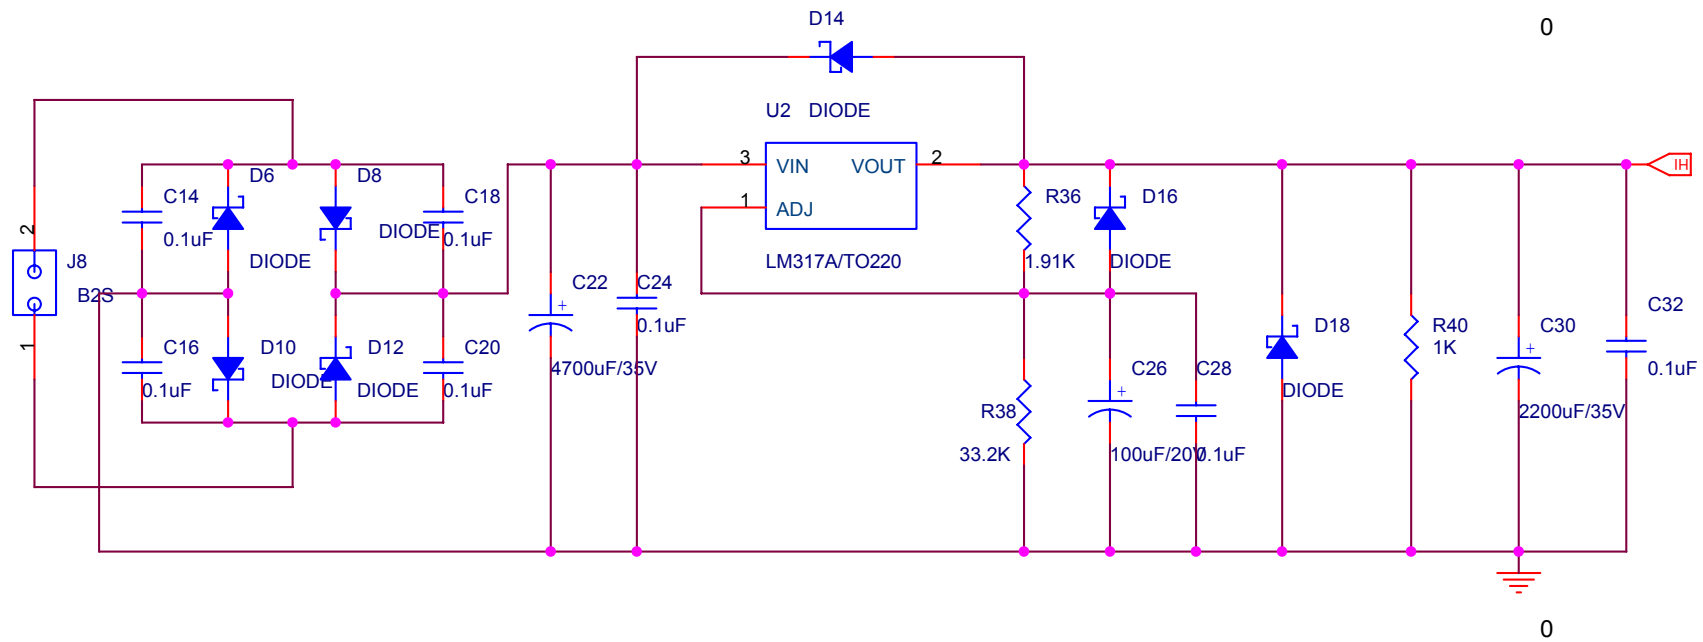 D14
0
U2 DIODE
3 VIN VOUT 2
1 ADJ
LM317A/TO220
IH
D6
D8
C14
C18
0.1uF
DIODE
0.1uF
DIODE
2
J8
B2S
1
C16
0.1uF
D10
DIODE
D12
DIODE
C20
0.1uF
C22
+
4700uF/35V
C24
0.1uF
R36
1.91K
D16
DIODE
R38
33.2K
C26
+
100uF/20V
C28
0.1uF
D18
DIODE
R40
1K
C30
+
2200uF/35V
C32
0.1uF
0